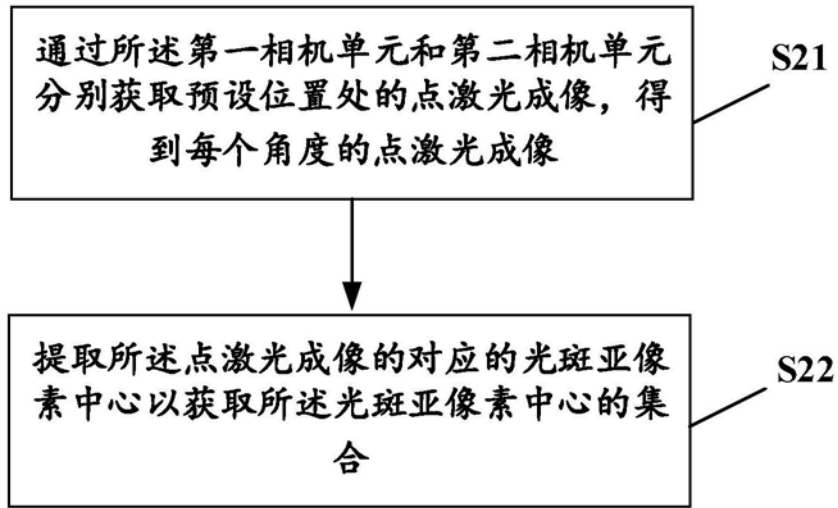 通过所述第一相机单元和第二相机单元
分别获取预设位置处的点激光成像，得
到每个角度的点激光成像
S21
提取所述点激光成像的对应的光斑亚像
素中心以获取所述光斑亚像素中心的集
合
S22